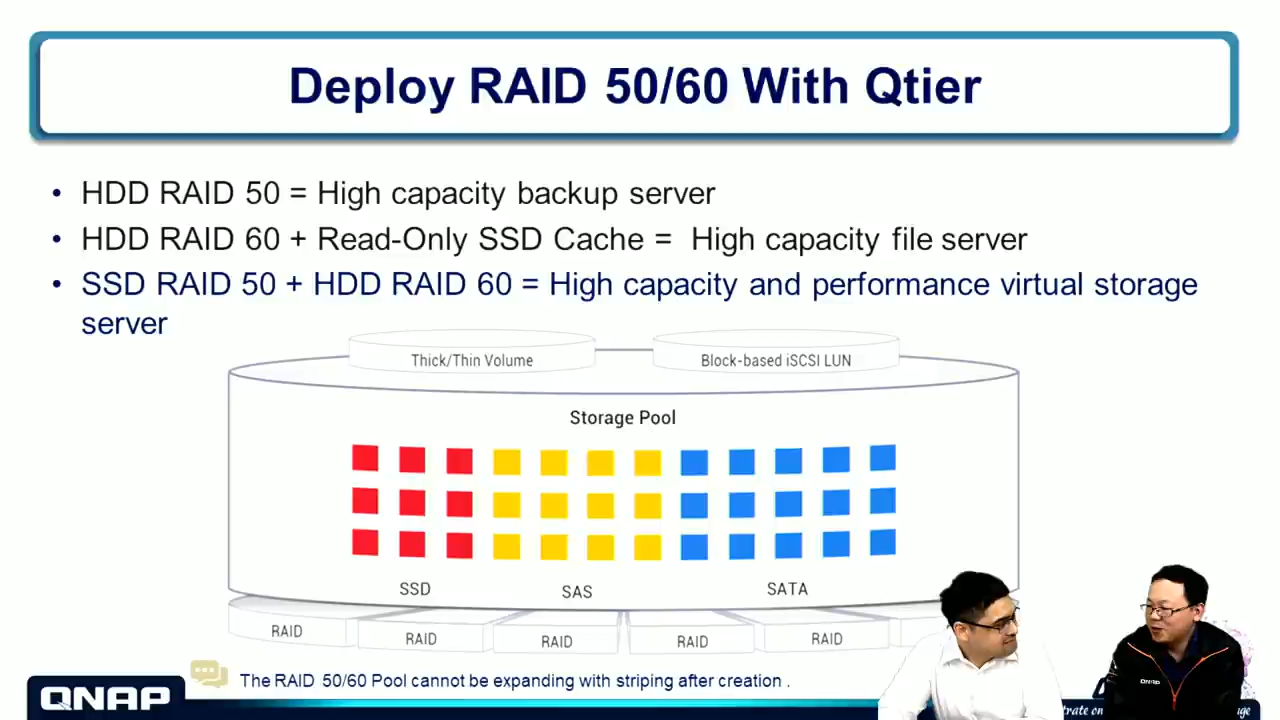 Deploy RAID 50/60 With Qtier
• HDD RAID 50 = High capacity backup server
• HDD RAID 60 + Read-Only SSD Cache = High capacity file server
• SSD RAID 50 + HDD RAID 60 = High capacity and performance virtual storage
server
Thick/Thin Volume
Block-based iSCSI LUN
Storage Pool
SSD
SAS
SATA
RAID
RAID
RAID
RAID
RAID
The RAID 50/60 Pool cannot be expanding with striping after creation .
QNAP
QNAP